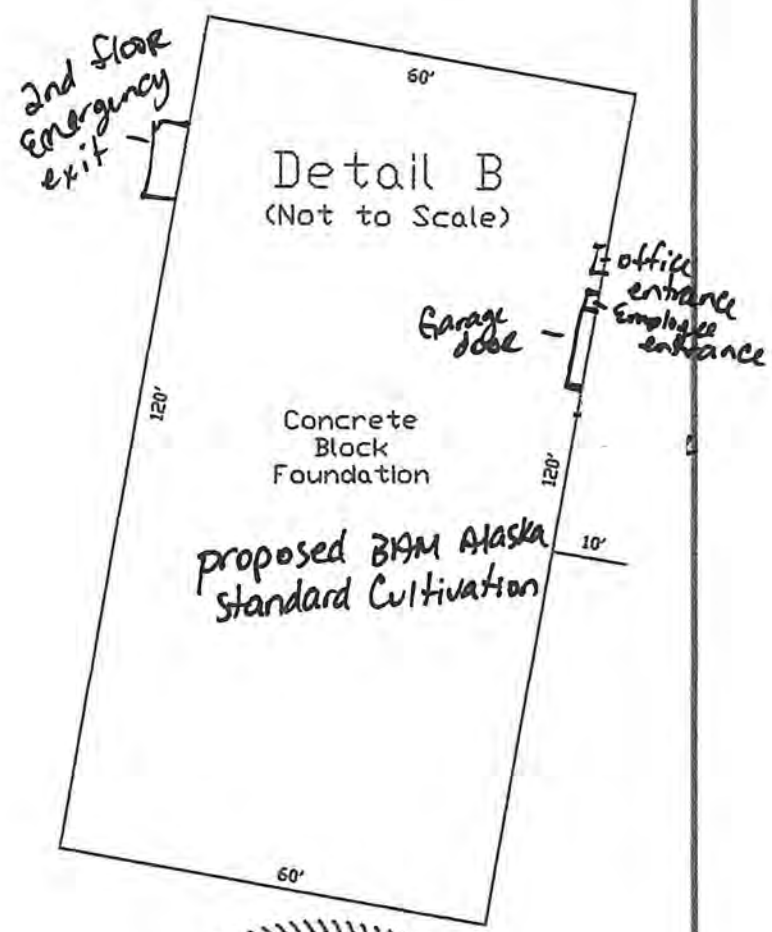 60'
2nd floor
Emergency
exit
Detail B
(Not to Scale)
office
entrance
Employee
entrance
Garage
door
120'
Concrete
Block
Foundation
120'
proposed BAM Alaska
Standard Cultivation
10'
60'